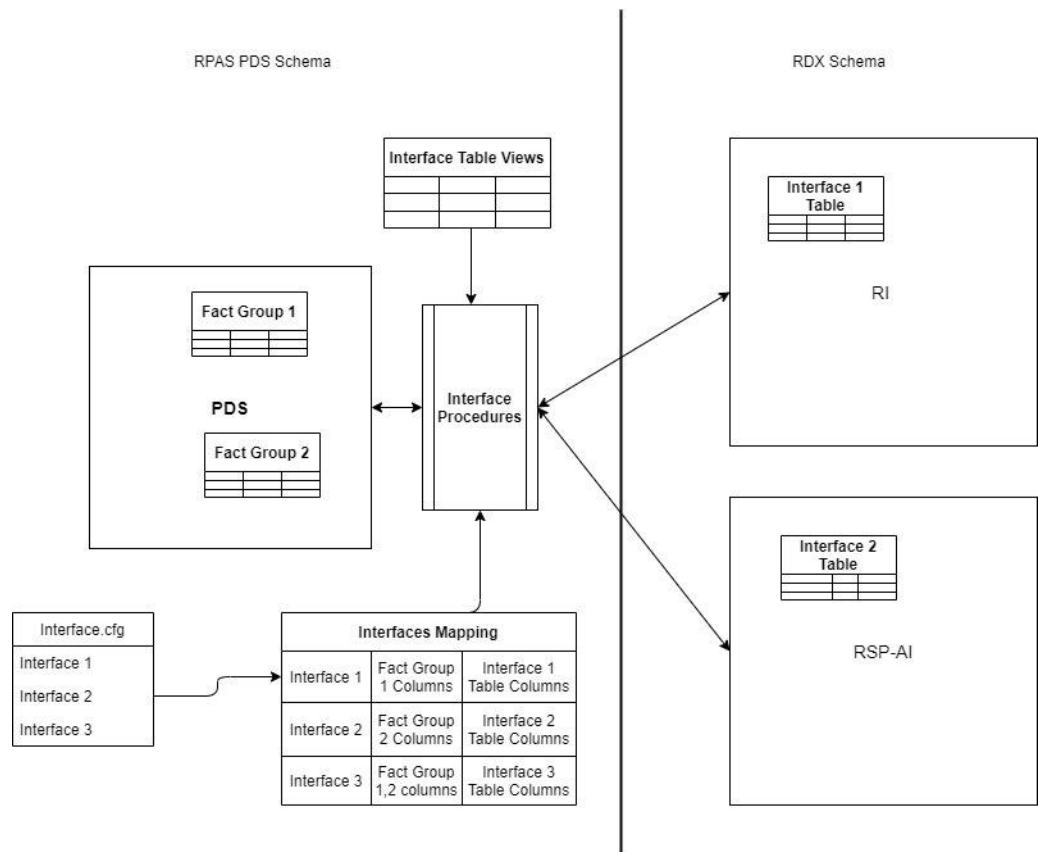 RPAS PDS Schema
RDX Schema
Interface Table Views
Interface 1
Table
RI
Fact Group 1
PDS
Fact Group 2
Interface
Procedures
Interface 2
Table
RSP-AI
Interface.cfg
Interface 1
Interface 2
Interface 3
Interfaces Mapping
Interface 1
Fact Group
1 Columns
Interface 1
Table Columns
Interface 2
Fact Group
2 Columns
Interface 2
Table Columns
Interface 3
Fact Group
1,2 columns
Interface 3
Table Columns